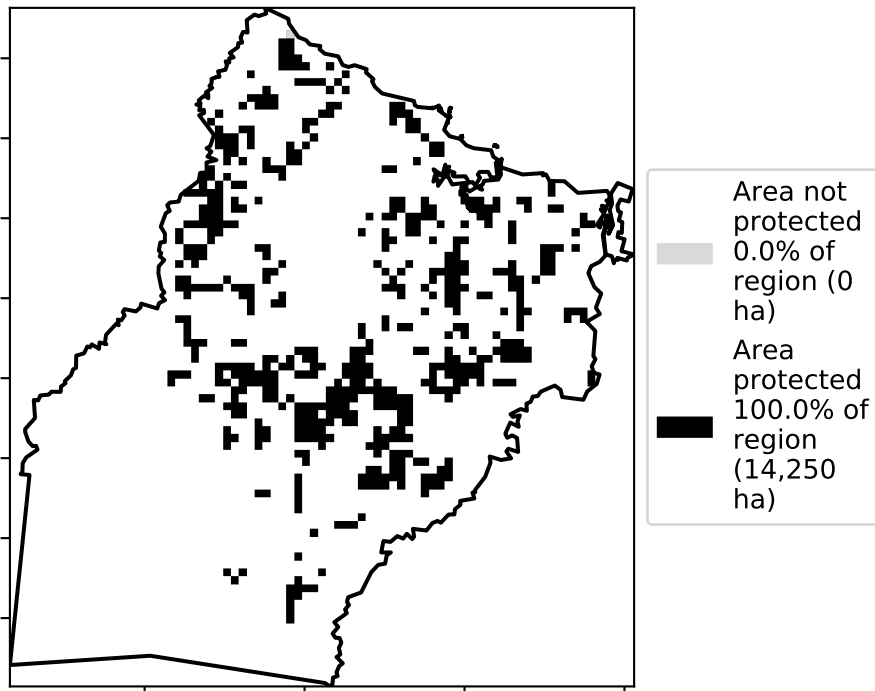 Area not
protected
0.0% of
region (0
ha)
Area
protected
100.0% of
region
(14,250
ha)